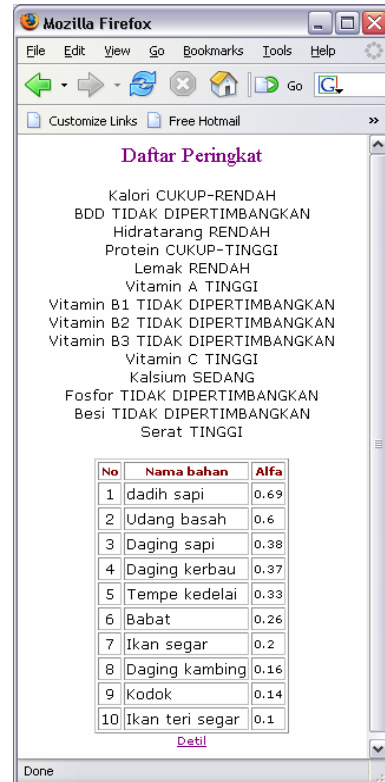 Mozilla Firefox
File Edit View Go Bookmarks Tools Help
Go G
Customize Links Free Hotmail »
Daftar Peringkat
Kalori CUKUP-RENDAH
BDD TIDAK DIPERTIMBANGKAN
Hidratarang RENDAH
Protein CUKUP-TINGGI
Lemak RENDAH
Vitamin A TINGGI
Vitamin B1 TIDAK DIPERTIMBANGKAN
Vitamin B2 TIDAK DIPERTIMBANGKAN
Vitamin B3 TIDAK DIPERTIMBANGKAN
Vitamin C TINGGI
Kalsium SEDANG
Fosfor TIDAK DIPERTIMBANGKAN
Besi TIDAK DIPERTIMBANGKAN
Serat TINGGI
No Nama bahan Alfa
1 dadih sapi 0.69
2 Udang basah 0.6
3 Daging sapi 0.38
4 Daging kerbau 0.37
5 Tempe kedelai 0.33
6 Babat 0.26
7 Ikan segar 0.2
8 Daging kambing 0.16
9 Kodok 0.14
10 Ikan teri segar 0.1
Detil
Done